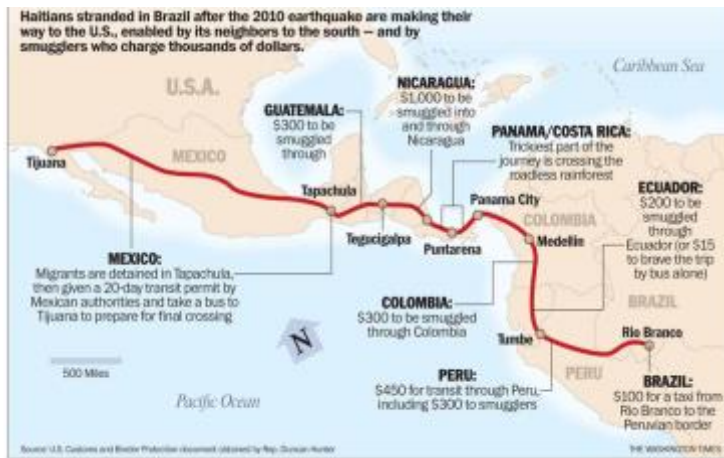 Haitians stranded in Brazil after the 2010 earthquake are making their
way to the U.S., enabled by its neighbors to the south — and by
smugglers who charge thousands of dollars.
Caribbean Sea
U.S.A.
NICARAGUA:
$1,000 to be
smuggled into
and through
Nicaragua
GUATEMALA:
$300 to be
smuggled
through
PANAMA/COSTA RICA:
Trickiest part of the
journey is crossing the
roadless rainforest
Tijuana
MEXICO
ECUADOR:
$200 to be
smuggled
through
Ecuador (or $15
to brave the trip
by bus alone)
Tapachula
Panama City
COLOMBIA
Tegucigalpa
Puntarena
Medellin
MEXICO:
Migrants are detained in Tapachula,
then given a 20-day transit permit by
Mexican authorities and take a bus to
Tijuana to prepare for final crossing
COLOMBIA:
$300 to be smuggled
through Colombia
BRAZIL
N
Tumbe
Rio Branco
500 Miles
PERU:
$450 for transit through Peru,
including $300 to smugglers
PERU
BRAZIL:
$100 for a taxi from
Rio Branco to the
Peruvian border
Pacific Ocean
Source: U.S. Customs and Border Protection document obtained by Rep. Duncan Hunter
THE WASHINGTON TIMES